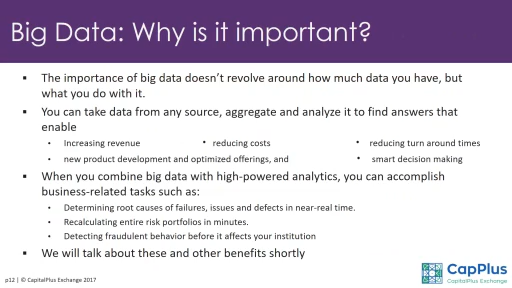 Big Data: Why is it important?
▪ The importance of big data doesn't revolve around how much data you have, but
what you do with it.
▪ You can take data from any source, aggregate and analyze it to find answers that
enable
• Increasing revenue • reducing costs • reducing turn around times
• new product development and optimized offerings, and • smart decision making
▪ When you combine big data with high-powered analytics, you can accomplish
business-related tasks such as:
• Determining root causes of failures, issues and defects in near-real time.
• Recalculating entire risk portfolios in minutes.
• Detecting fraudulent behavior before it affects your institution
▪ We will talk about these and other benefits shortly
p12 | © CapitalPlus Exchange 2017
CapPlus
CapitalPlus Exchange